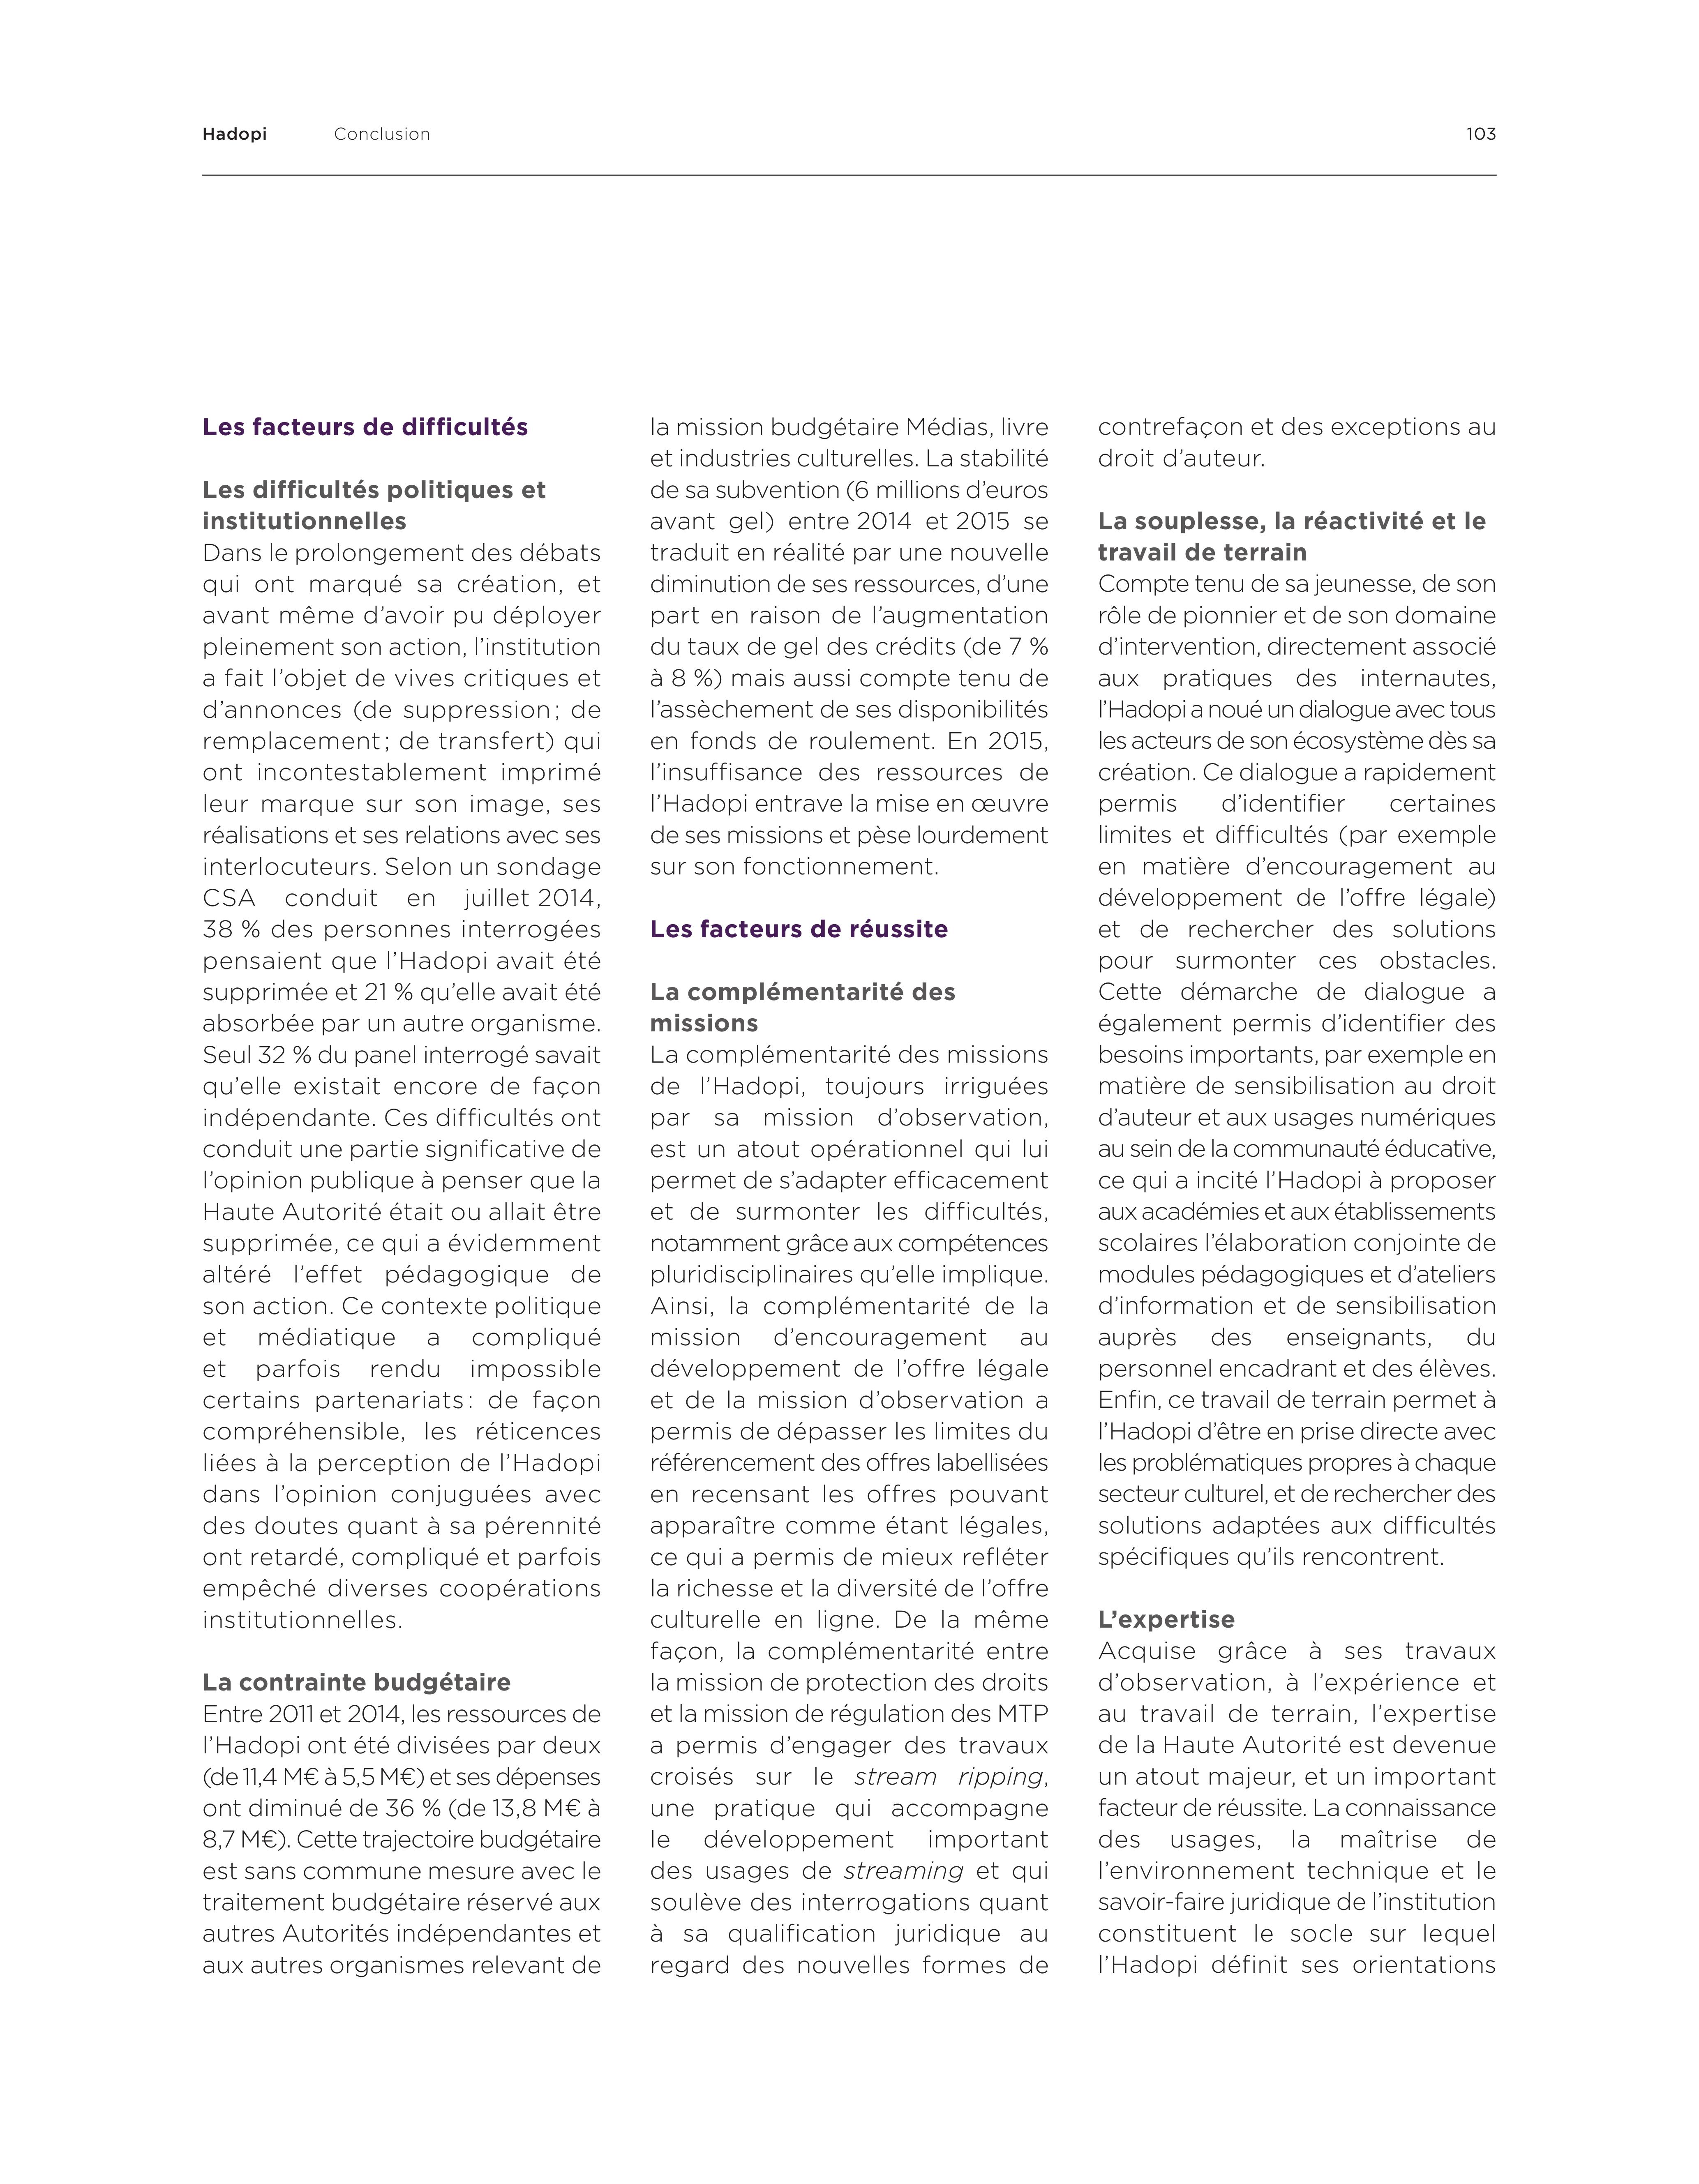 Hadopi Conclusion 103
Les facteurs de difficultés
Les difficultés politiques et
institutionnelles
Dans le prolongement des débats
qui ont marqué sa création, et
avant même d’avoir pu déployer
pleinement son action, l’institution
a fait l’objet de vives critiques et
d’annonces (de suppression ; de
remplacement ; de transfert) qui
ont incontestablement imprimé
leur marque sur son image, ses
réalisations et ses relations avec ses
interlocuteurs. Selon un sondage
CSA conduit en juillet 2014,
38 % des personnes interrogées
pensaient que l’Hadopi avait été
supprimée et 21 % qu’elle avait été
absorbée par un autre organisme.
Seul 32 % du panel interrogé savait
qu’elle existait encore de façon
indépendante. Ces difficultés ont
conduit une partie significative de
l’opinion publique à penser que la
Haute Autorité était ou allait être
supprimée, ce qui a évidemment
altéré l’effet pédagogique de
son action. Ce contexte politique
et médiatique a compliqué
et parfois rendu impossible
certains partenariats : de façon
compréhensible, les réticences
liées à la perception de l’Hadopi
dans l’opinion conjuguées avec
des doutes quant à sa pérennité
ont retardé, compliqué et parfois
empêché diverses coopérations
institutionnelles.
La contrainte budgétaire
Entre 2011 et 2014, les ressources de
l’Hadopi ont été divisées par deux
(de 11,4 M€ à 5,5 M€) et ses dépenses
ont diminué de 36 % (de 13,8 M€ à
8,7 M€). Cette trajectoire budgétaire
est sans commune mesure avec le
traitement budgétaire réservé aux
autres Autorités indépendantes et
aux autres organismes relevant de
la mission budgétaire Médias, livre
et industries culturelles. La stabilité
de sa subvention (6 millions d’euros
avant gel) entre 2014 et 2015 se
traduit en réalité par une nouvelle
diminution de ses ressources, d’une
part en raison de l’augmentation
du taux de gel des crédits (de 7 %
à 8 %) mais aussi compte tenu de
l’assèchement de ses disponibilités
en fonds de roulement. En 2015,
l’insuffisance des ressources de
l’Hadopi entrave la mise en œuvre
de ses missions et pèse lourdement
sur son fonctionnement.
Les facteurs de réussite
La complémentarité des
missions
La complémentarité des missions
de l’Hadopi, toujours irriguées
par sa mission d’observation,
est un atout opérationnel qui lui
permet de s’adapter efficacement
et de surmonter les difficultés,
notamment grâce aux compétences
pluridisciplinaires qu’elle implique.
Ainsi, la complémentarité de la
mission d’encouragement au
développement de l’offre légale
et de la mission d’observation a
permis de dépasser les limites du
référencement des offres labellisées
en recensant les offres pouvant
apparaître comme étant légales,
ce qui a permis de mieux refléter
la richesse et la diversité de l’offre
culturelle en ligne. De la même
façon, la complémentarité entre
la mission de protection des droits
et la mission de régulation des MTP
a permis d’engager des travaux
croisés sur le stream ripping,
une pratique qui accompagne
le développement important
des usages de streaming et qui
soulève des interrogations quant
à sa qualification juridique au
regard des nouvelles formes de
contrefaçon et des exceptions au
droit d’auteur.
La souplesse, la réactivité et le
travail de terrain
Compte tenu de sa jeunesse, de son
rôle de pionnier et de son domaine
d’intervention, directement associé
aux pratiques des internautes,
l’Hadopi a noué un dialogue avec tous
les acteurs de son écosystème dès sa
création. Ce dialogue a rapidement
permis d’identifier certaines
limites et difficultés (par exemple
en matière d’encouragement au
développement de l’offre légale)
et de rechercher des solutions
pour surmonter ces obstacles.
Cette démarche de dialogue a
également permis d’identifier des
besoins importants, par exemple en
matière de sensibilisation au droit
d’auteur et aux usages numériques
au sein de la communauté éducative,
ce qui a incité l’Hadopi à proposer
aux académies et aux établissements
scolaires l’élaboration conjointe de
modules pédagogiques et d’ateliers
d’information et de sensibilisation
auprès des enseignants, du
personnel encadrant et des élèves.
Enfin, ce travail de terrain permet à
l’Hadopi d’être en prise directe avec
les problématiques propres à chaque
secteur culturel, et de rechercher des
solutions adaptées aux difficultés
spécifiques qu’ils rencontrent.
L’expertise
Acquise grâce à ses travaux
d’observation, à l’expérience et
au travail de terrain, l’expertise
de la Haute Autorité est devenue
un atout majeur, et un important
facteur de réussite. La connaissance
des usages, la maîtrise de
l’environnement technique et le
savoir-faire juridique de l’institution
constituent le socle sur lequel
l’Hadopi définit ses orientations